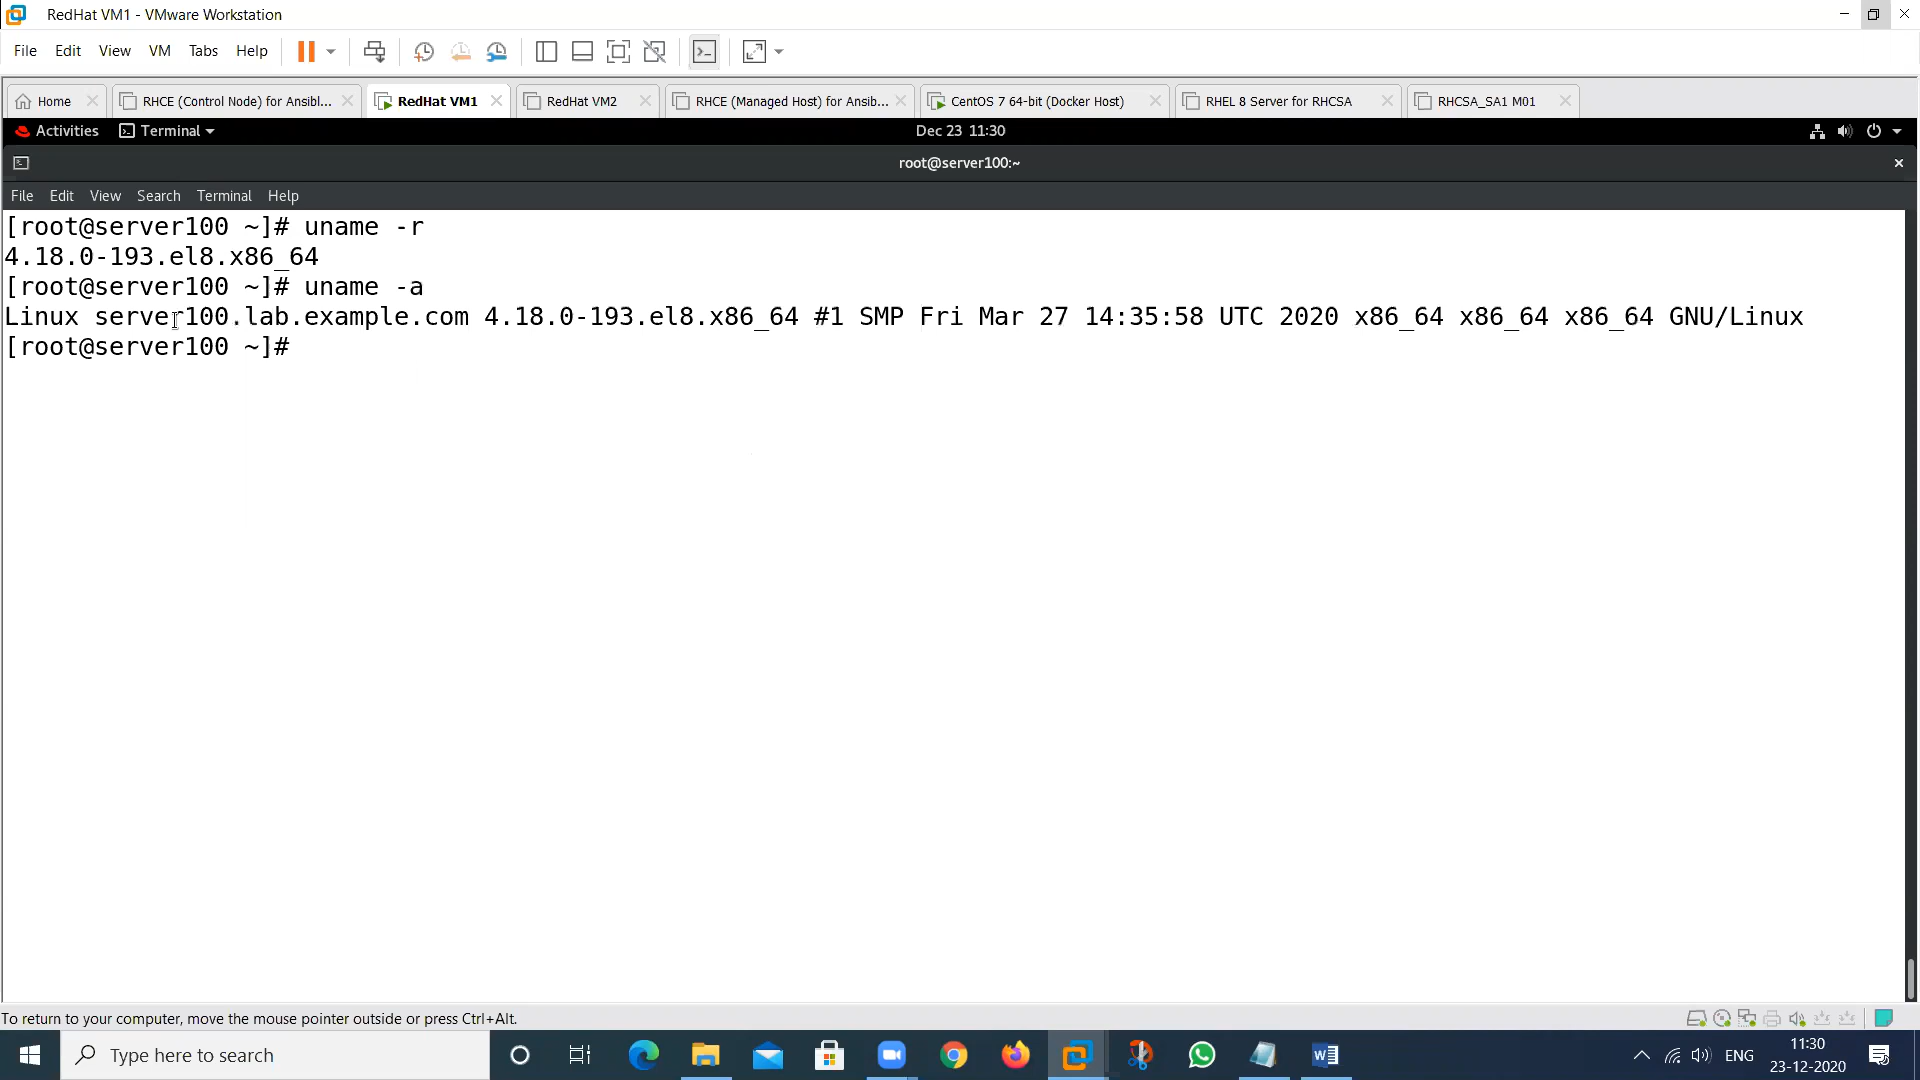 RedHat VM1 - VMware Workstation
File Edit View VM Tabs Help
Home RHCE (Control Node) for Ansibl... RedHat VM1 RedHat VM2 RHCE (Managed Host) for Ansib... CentOS 7 64-bit (Docker Host) RHEL 8 Server for RHCSA RHCSA_SA1 M01
Activities Terminal Dec 23 11:30
root@server100:~
File Edit View Search Terminal Help
[root@server100 ~]# uname -r
4.18.0-193.el8.x86_64
[root@server100 ~]# uname -a
Linux server100.lab.example.com 4.18.0-193.el8.x86_64 #1 SMP Fri Mar 27 14:35:58 UTC 2020 x86_64 x86_64 x86_64 GNU/Linux
[root@server100 ~]#
To return to your computer, move the mouse pointer outside or press Ctrl+Alt.
Type here to search
ENG
11:30
23-12-2020